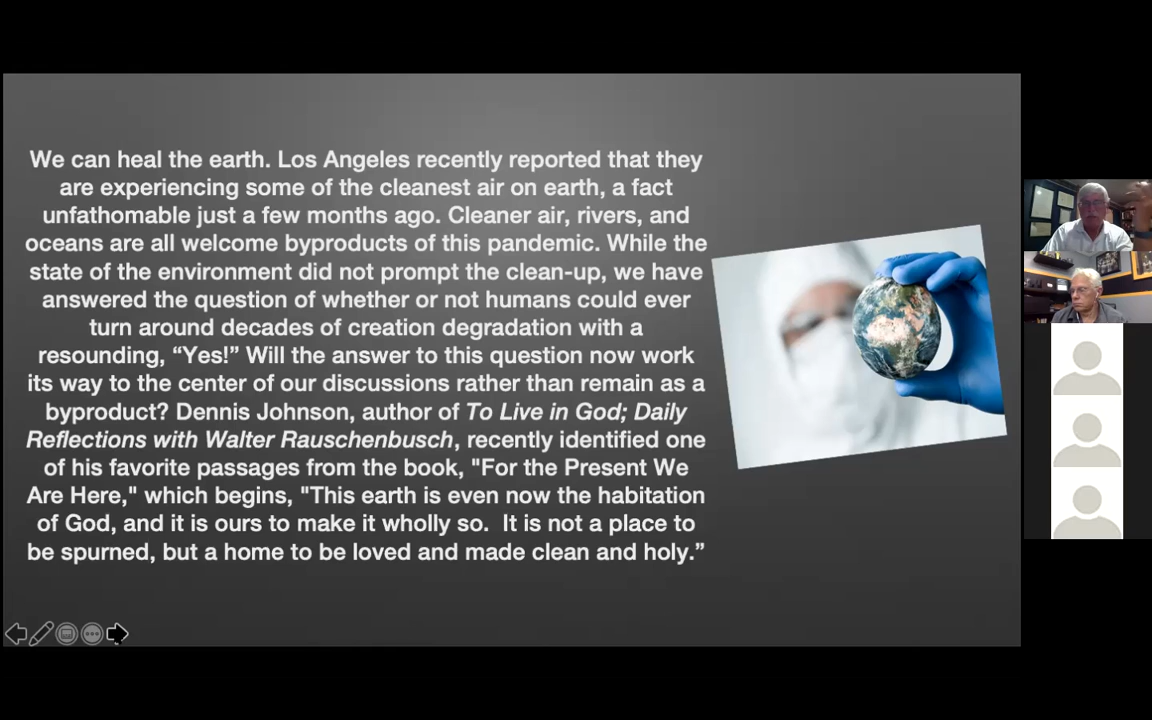 We can heal the earth. Los Angeles recently reported that they
are experiencing some of the cleanest air on earth, a fact
unfathomable just a few months ago. Cleaner air, rivers, and
oceans are all welcome byproducts of this pandemic. While the
state of the environment did not prompt the clean-up, we have
answered the question of whether or not humans could ever
turn around decades of creation degradation with a
resounding, “Yes!” Will the answer to this question now work
its way to the center of our discussions rather than remain as a
byproduct? Dennis Johnson, author of To Live in God; Daily
Reflections with Walter Rauschenbusch, recently identified one
of his favorite passages from the book, "For the Present We
Are Here," which begins, "This earth is even now the habitation
of God, and it is ours to make it wholly so.  It is not a place to
be spurned, but a home to be loved and made clean and holy.”